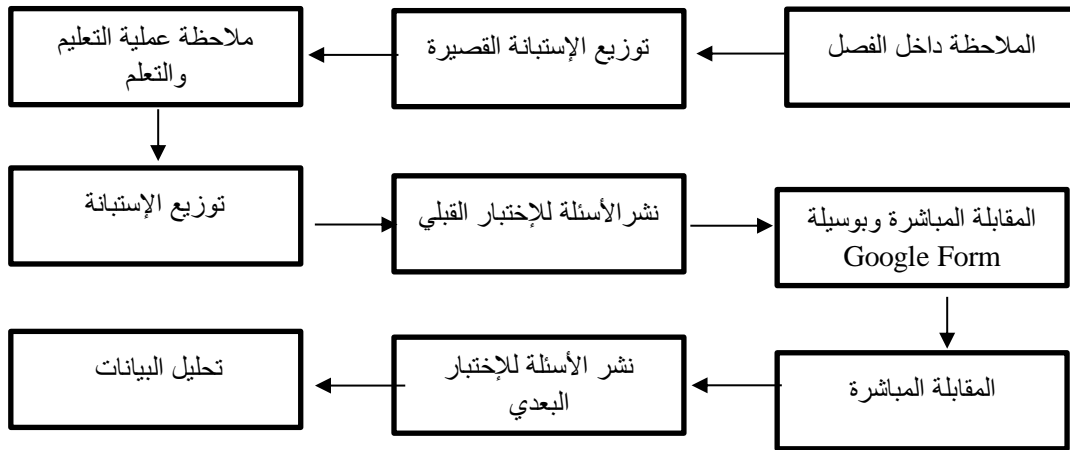 الملاحظة داخل الفصل
توزيع الإستبانة القصيرة
ملاحظة عملية التعليم
والتعلم
توزيع الإستبانة
نشرالأسئلة للإختبار القبلي
المقابلة المباشرة وبوسيلة
Google Form
المقابلة المباشرة
نشر الأسئلة للإختبار
البعدي
تحليل البيانات